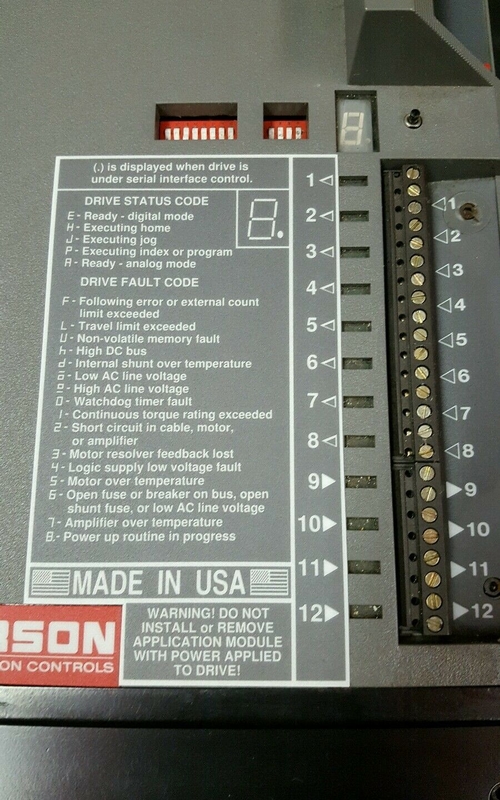 (.) is displayed when drive is
under serial interface control.
DRIVE STATUS CODE
E - Ready - digital mode
H - Executing home
J - Executing jog
P - Executing index or program
A - Ready - analog mode
8.
DRIVE FAULT CODE
F - Following error or external count
limit exceeded
L - Travel limit exceeded
U - Non-volatile memory fault
h - High DC bus
d - Internal shunt over temperature
- Low AC line voltage
- High AC line voltage
0 - Watchdog timer fault
1 - Continuous torque rating exceeded
2 - Short circuit in cable, motor,
or amplifier
3 - Motor resolver feedback lost
4 - Logic supply low voltage fault
5 - Motor over temperature
6 - Open fuse or breaker on bus, open
shunt fuse, or low AC line voltage
7 - Amplifier over temperature
8. - Power up routine in progress
MADE IN USA
RSON
ON CONTROLS
WARNING! DO NOT
INSTALL or REMOVE
APPLICATION MODULE
WITH POWER APPLIED
TO DRIVE!
1◁
2◁
3◁
4◁
5◁
6◁
7◁
8◁
9▶
10▶
11▶
12▶
◁1
◁2
◁3
◁4
◁5
◁6
◁7
◁8
▶9
▶10
▶11
▶12